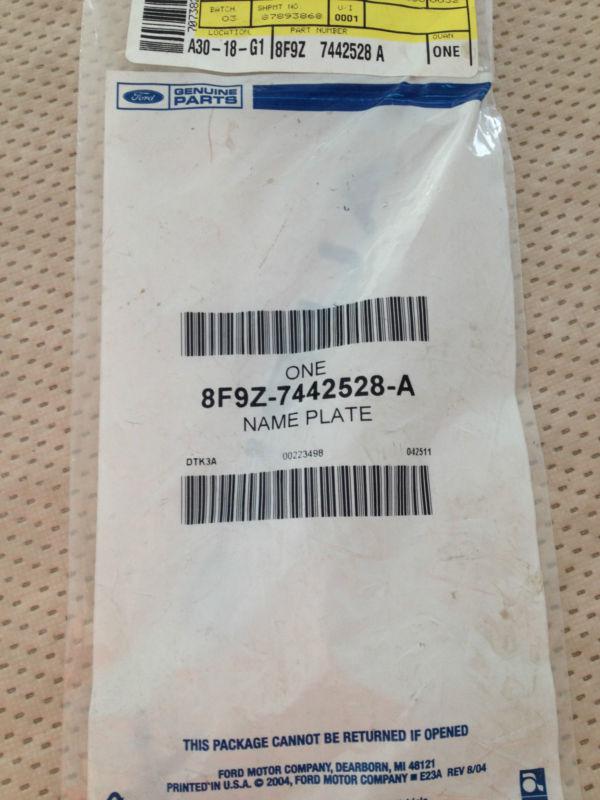 BATCH SHPMT NO. U-I
03 87893868 0001
LOCATION PART NUMBER QUAN
A30-18-G1 8F9Z 7442528 A ONE
Ford GENUINE PARTS
ONE
8F9Z-7442528-A
NAME PLATE
DTK3A 00223498 042511
THIS PACKAGE CANNOT BE RETURNED IF OPENED
FORD MOTOR COMPANY, DEARBORN, MI 48121
PRINTED IN U.S.A. © 2004, FORD MOTOR COMPANY ■ E23A REV 8/04